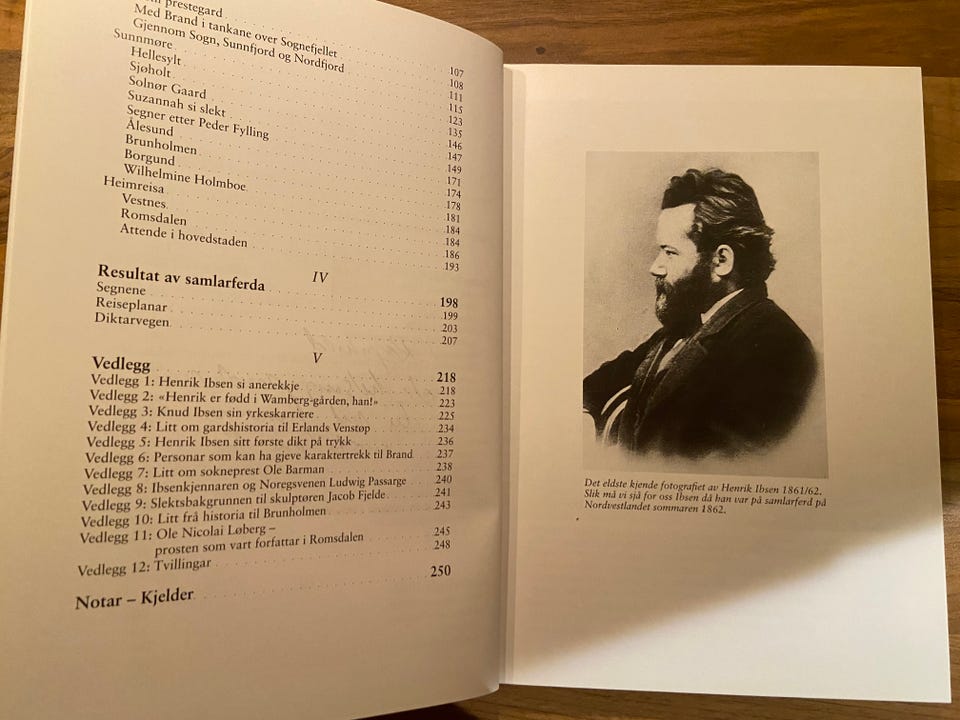 prestegard 107
Med Brand i tankane over Sognefjellet 108
Gjennom Sogn, Sunnfjord og Nordfjord 111
Sunnmøre 115
Hellesylt 123
Sjøholt 135
Solnør Gaard 146
Suzannah si slekt 147
Segner etter Peder Fylling 149
Ålesund 171
Brunholmen 174
Borgund 178
Wilhelmine Holmboe 181
Heimreisa 184
Vestnes 184
Romsdalen 186
Attende i hovedstaden 193
IV
Resultat av samlarferda 198
Segnene 199
Reiseplanar 203
Diktarvegen 207
V
Vedlegg 218
Vedlegg 1: Henrik Ibsen si anerekkje 218
Vedlegg 2: «Henrik er fødd i Wamberg-gården, han!» 223
Vedlegg 3: Knud Ibsen sin yrkeskarriere 225
Vedlegg 4: Litt om gardshistoria til Erlands Venstøp 234
Vedlegg 5: Henrik Ibsen sitt første dikt på trykk 236
Vedlegg 6: Personar som kan ha gjeve karaktertrekk til Brand 237
Vedlegg 7: Litt om sokneprest Ole Barman 238
Vedlegg 8: Ibsenkjennaren og Noregsvenen Ludwig Passarge 240
Vedlegg 9: Slektsbakgrunnen til skulptøren Jacob Fjelde 241
Vedlegg 10: Litt frå historia til Brunholmen 243
Vedlegg 11: Ole Nicolai Løberg –
prosten som vart forfattar i Romsdalen 245
Vedlegg 12: Tvillingar 248
Notar – Kjelder 250
Det eldste kjende fotografiet av Henrik Ibsen 1861/62.
Slik må vi sjå for oss Ibsen då han var på samlarferd på
Nordvestlandet sommaren 1862.